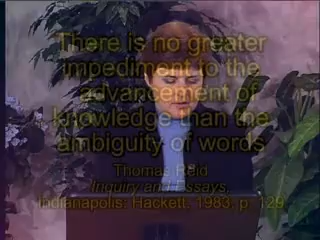 There is no greater
impediment to the
advancement of
knowledge than the
ambiguity of words
Thomas Reid
Inquiry and Essays,
Indianapolis: Hackett. 1983, p. 129